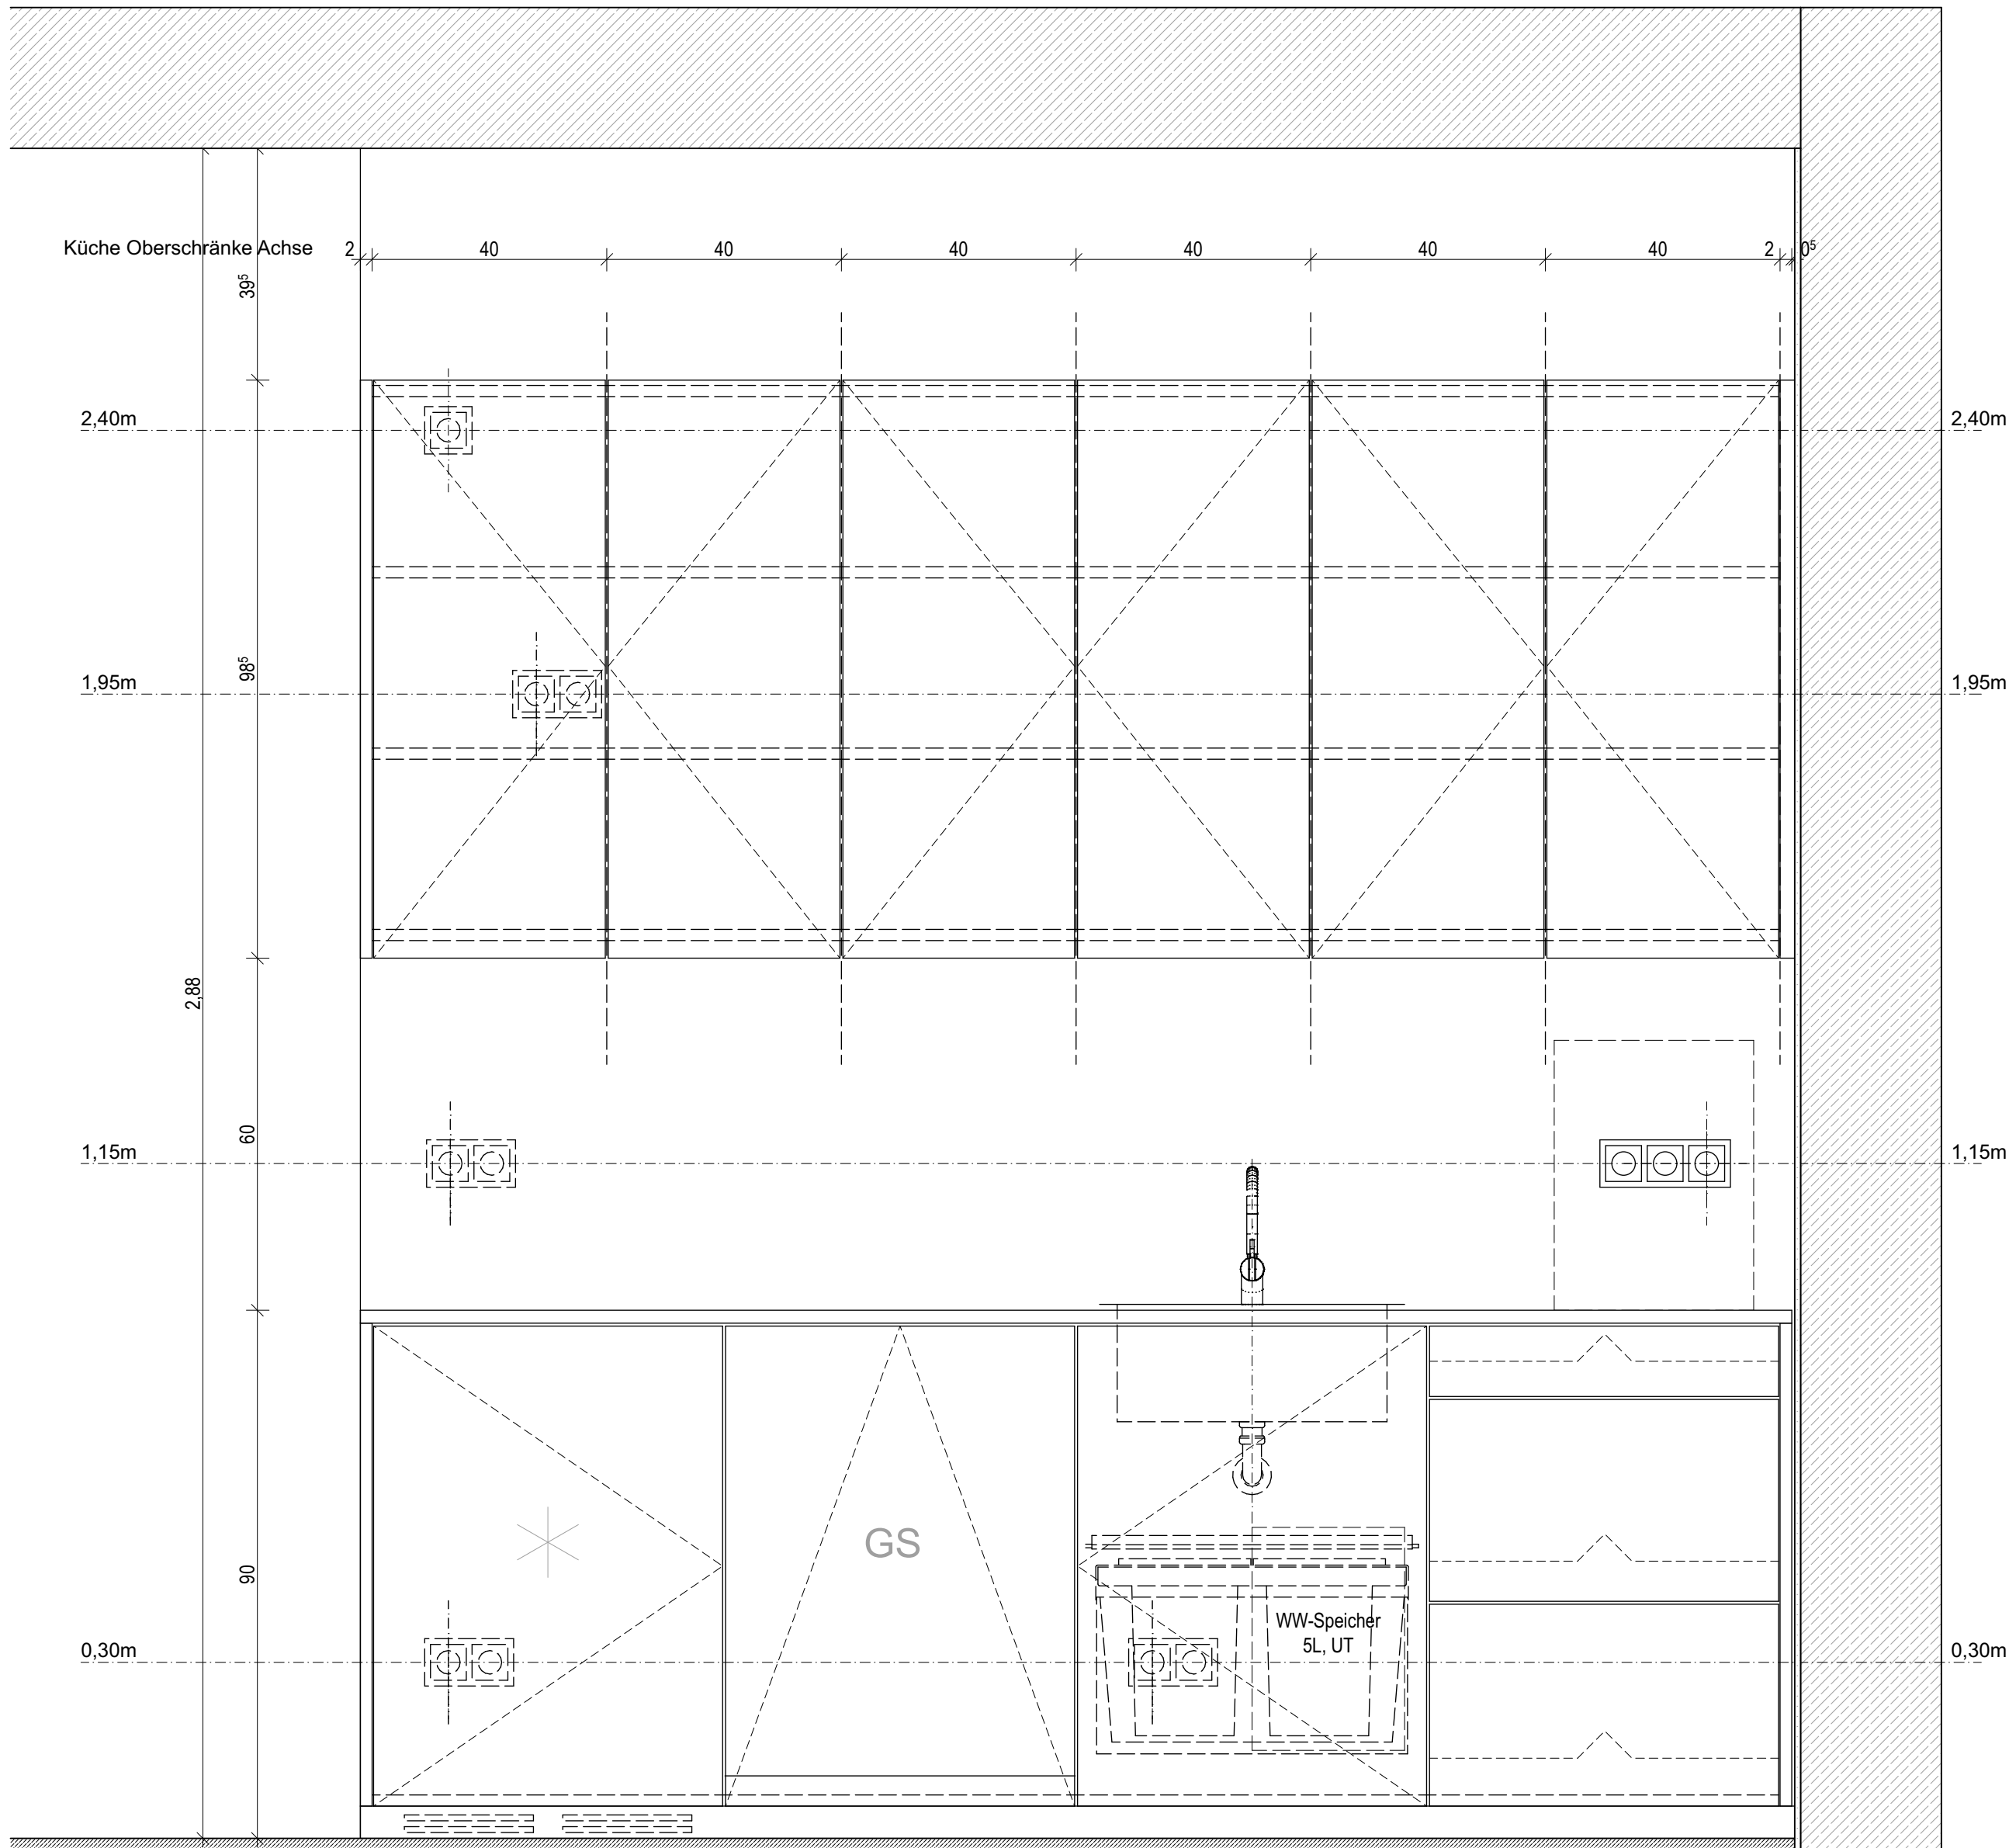 Küche Oberschränke Achse 2 40 40 40 40 40 40 2 0⁵
39⁵
2,40m 2,40m
98⁵
1,95m 1,95m
2,88
60
1,15m 1,15m
GS
90
WW-Speicher
5L, UT
0,30m 0,30m